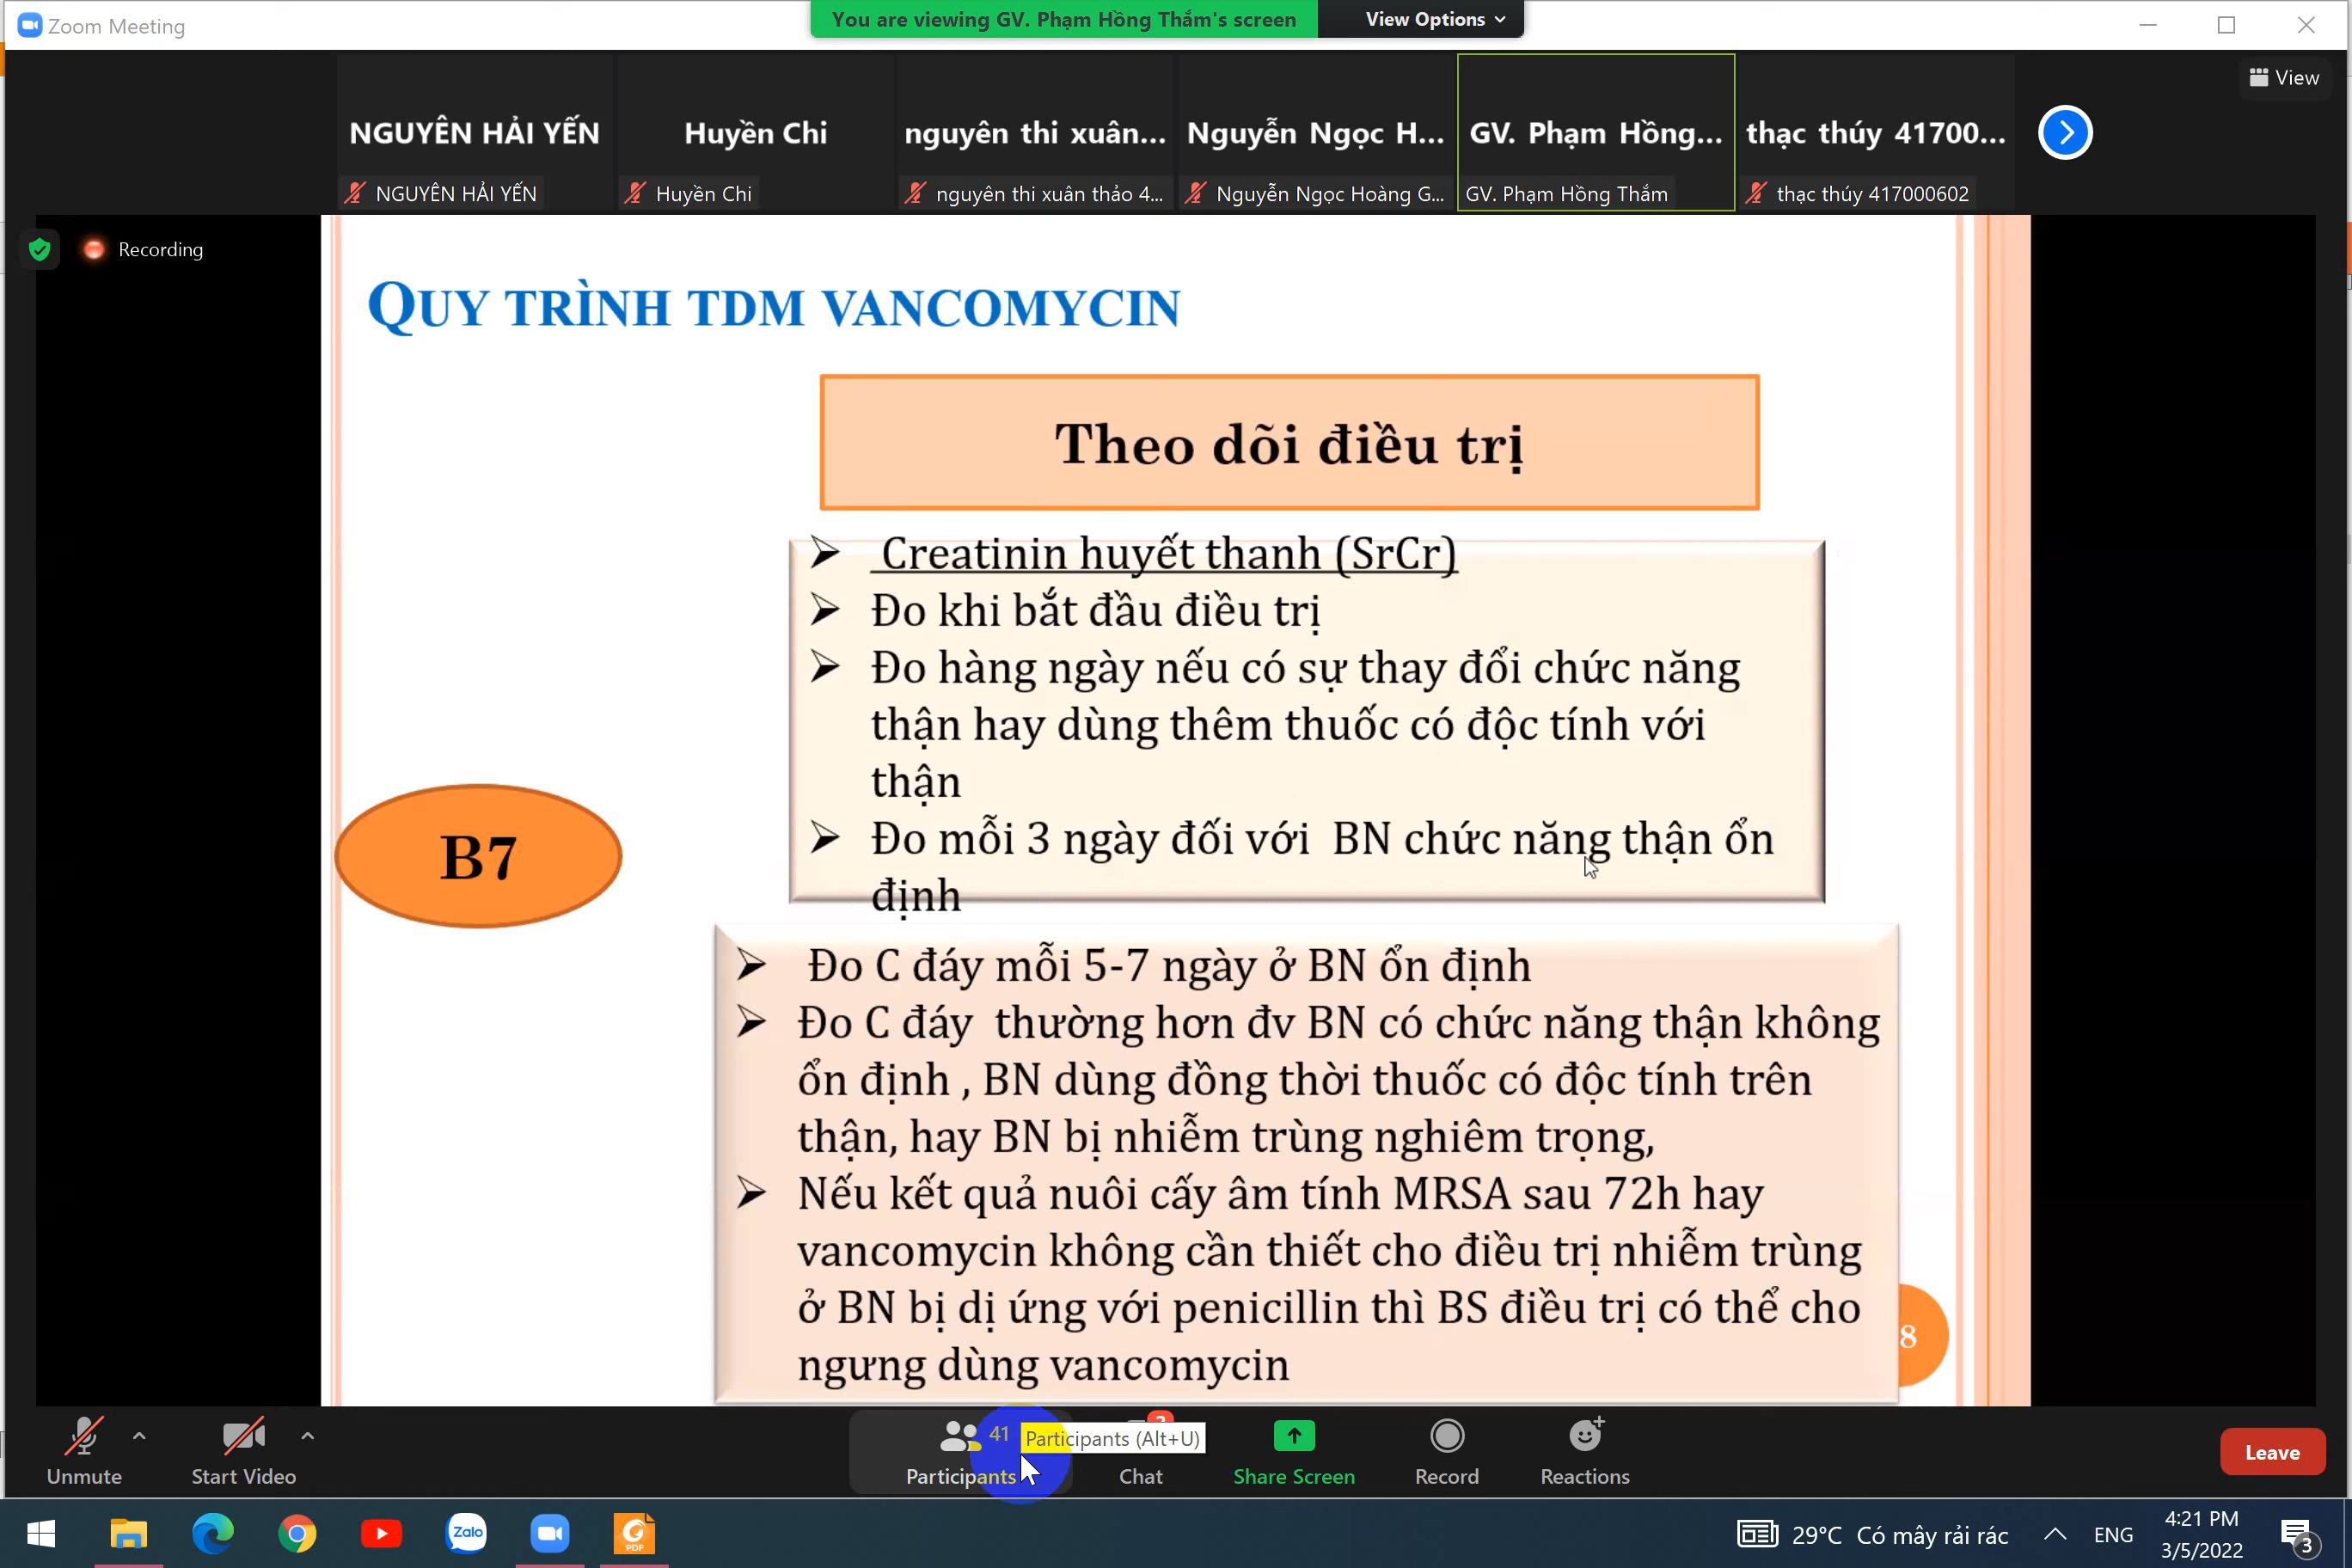 Zoom Meeting
You are viewing GV. Phạm Hồng Thắm's screen
View Options
View
NGUYÊN HẢI YẾN
Huyền Chi
nguyên thi xuân...
Nguyễn Ngọc H...
GV. Phạm Hồng...
thạc thúy 41700...
NGUYÊN HẢI YẾN
Huyền Chi
nguyên thi xuân thảo 4...
Nguyễn Ngọc Hoàng G...
GV. Phạm Hồng Thắm
thạc thúy 417000602
Recording
QUY TRÌNH TDM VANCOMYCIN
Theo dõi điều trị
➢ Creatinin huyết thanh (SrCr)
➢ Đo khi bắt đầu điều trị
➢ Đo hàng ngày nếu có sự thay đổi chức năng
thận hay dùng thêm thuốc có độc tính với
thận
➢ Đo mỗi 3 ngày đối với BN chức năng thận ổn
định
B7
➢ Đo C đáy mỗi 5-7 ngày ở BN ổn định
➢ Đo C đáy thường hơn đv BN có chức năng thận không
ổn định , BN dùng đồng thời thuốc có độc tính trên
thận, hay BN bị nhiễm trùng nghiêm trọng,
➢ Nếu kết quả nuôi cấy âm tính MRSA sau 72h hay
vancomycin không cần thiết cho điều trị nhiễm trùng
ở BN bị dị ứng với penicillin thì BS điều trị có thể cho
ngưng dùng vancomycin
8
41
Participants (Alt+U)
Unmute
Start Video
Participants
Chat
Share Screen
Record
Reactions
Leave
Zalo
PDF
29°C Có mây rải rác
ENG
4:21 PM
3/5/2022
3